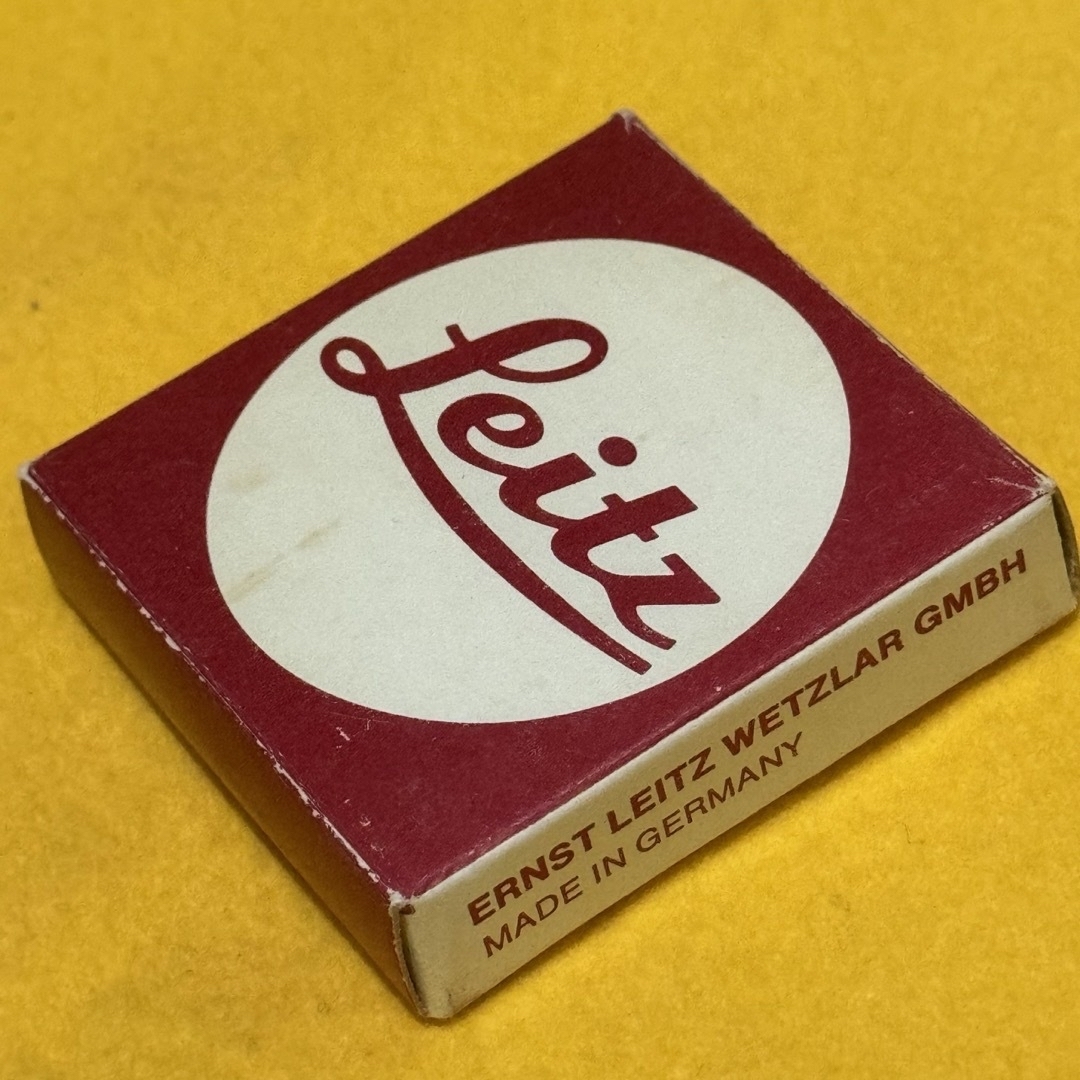 Leitz
ERNST LEITZ WETZLAR GMBH
MADE IN GERMANY